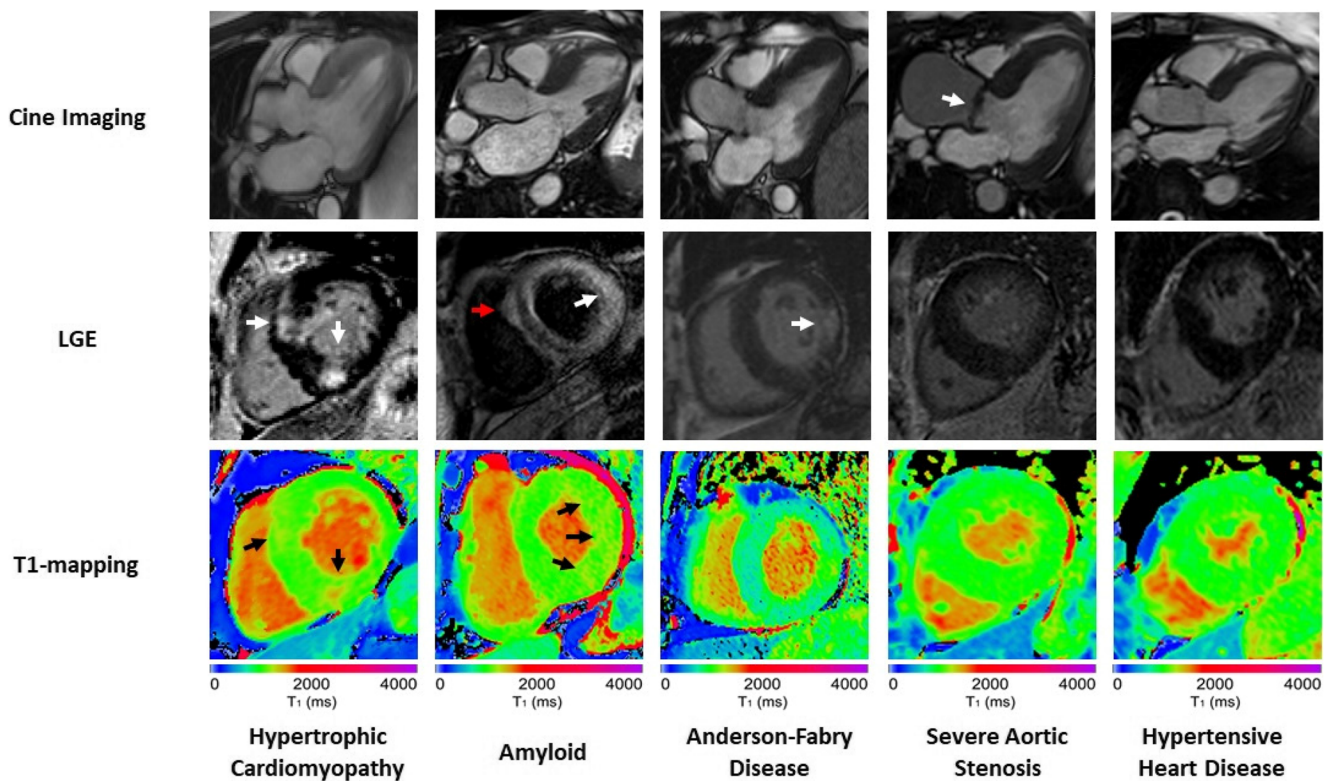 Cine Imaging
LGE
T1-mapping
0 2000 4000
T₁ (ms)
0 2000 4000
T₁ (ms)
0 2000 4000
T₁ (ms)
0 2000 4000
T₁ (ms)
0 2000 4000
T₁ (ms)
Hypertrophic
Cardiomyopathy
Amyloid
Anderson-Fabry
Disease
Severe Aortic
Stenosis
Hypertensive
Heart Disease